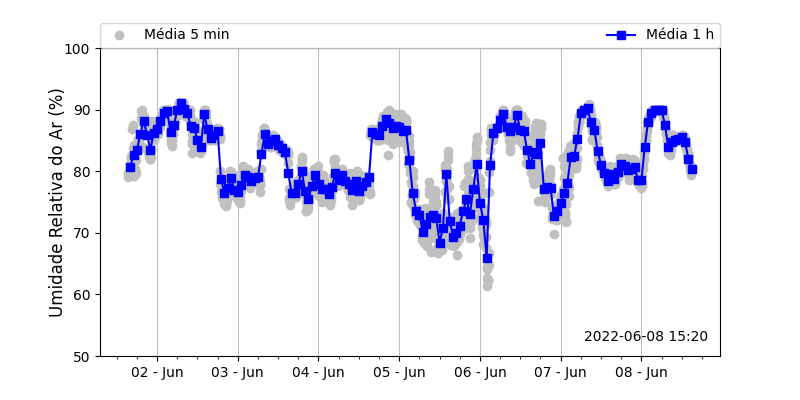 Média 5 min
Média 1 h
Umidade Relativa do Ar (%)
100
90
80
70
60
50
2022-06-08 15:20
02 - Jun
03 - Jun
04 - Jun
05 - Jun
06 - Jun
07 - Jun
08 - Jun